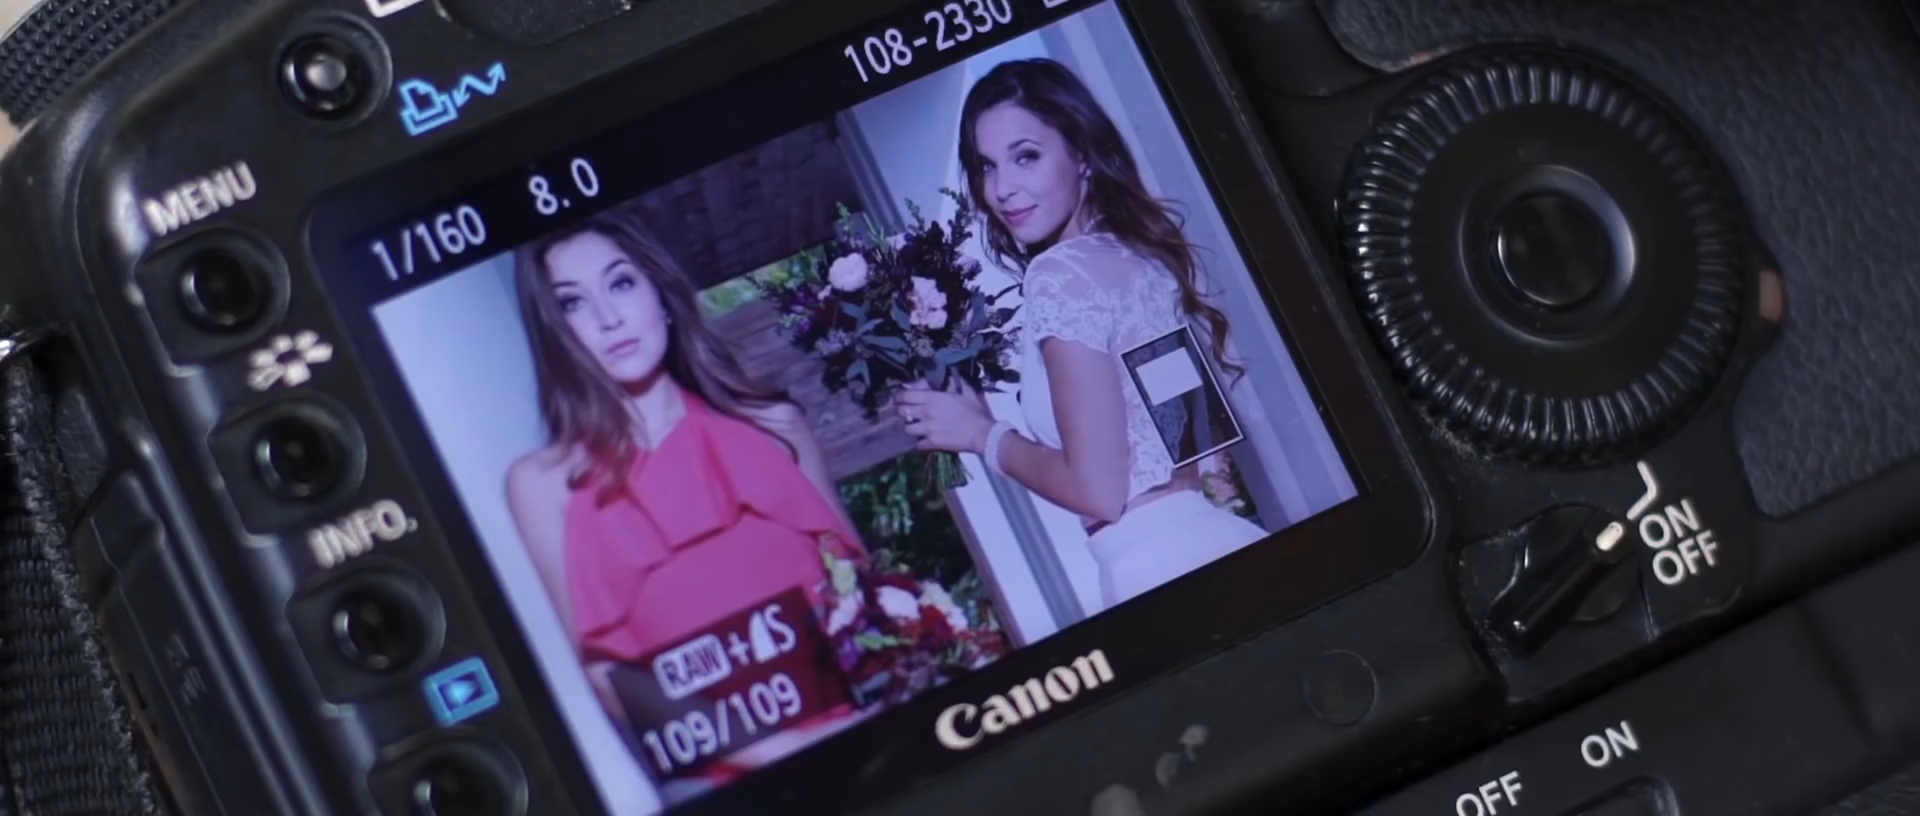 108-2330
MENU
1/160 8.0
INFO.
RAW+S
109/109
Canon
ON
OFF
ON
OFF